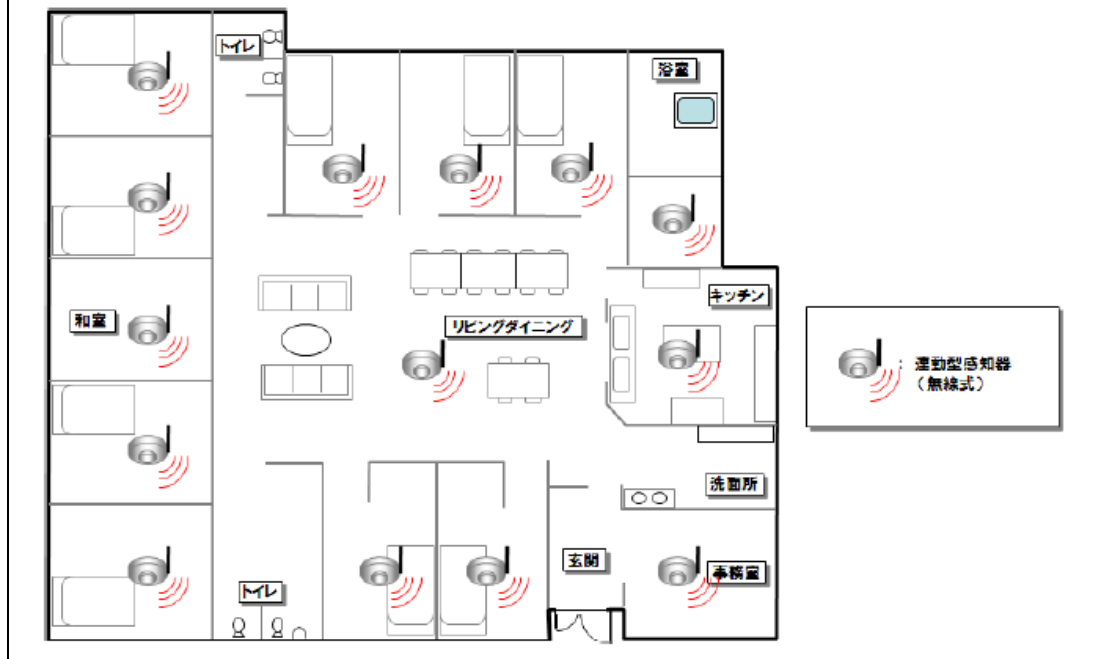 トイレ
浴室
和室
リビングダイニング
キッチン
：連動型感知器
（無線式）
洗面所
玄関
事務室
トイレ